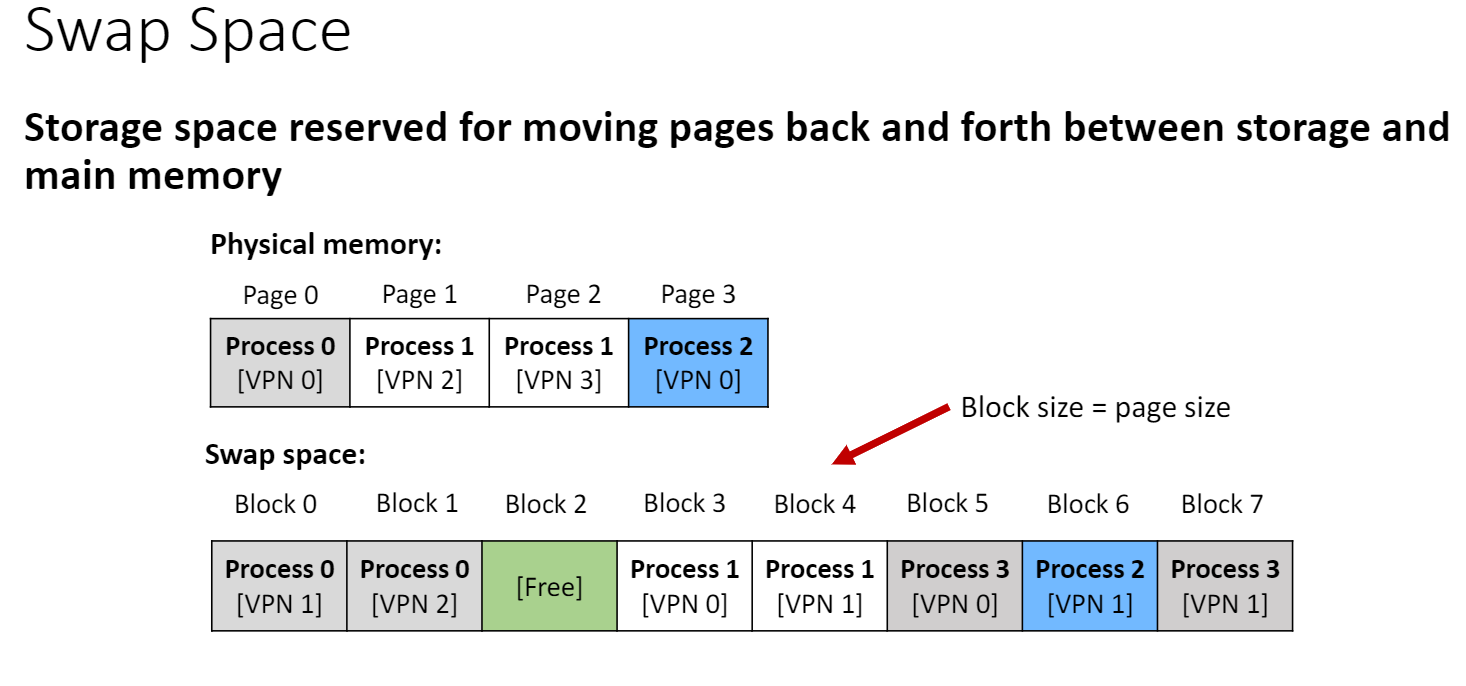 Swap Space
Storage space reserved for moving pages back and forth between storage and
main memory
Physical memory:
Page 0 Page 1 Page 2 Page 3
Process 0 Process 1 Process 1 Process 2
[VPN 0] [VPN 2] [VPN 3] [VPN 0]
Block size = page size
Swap space:
Block 0 Block 1 Block 2 Block 3 Block 4 Block 5 Block 6 Block 7
Process 0 Process 0 [Free] Process 1 Process 1 Process 3 Process 2 Process 3
[VPN 1] [VPN 2] [VPN 0] [VPN 1] [VPN 0] [VPN 1] [VPN 1]